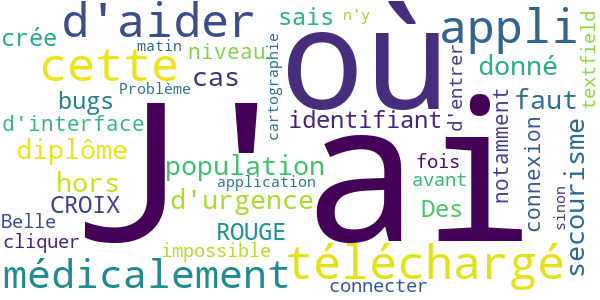 d'aider
où
sais
n'y
appli
crée
matin
niveau
cette
cas
Problème
cartographie
donné
textfield
bugs
identifiant
d'entrer
faut
d'interface
J'ai
notamment
connexion
secourisme
diplôme
population
fois
hors
application
avant
d'urgence
CROIX
Des
sinon
Belle
ROUGE
cliquer
impossible
téléchargé
médicalement
connecter